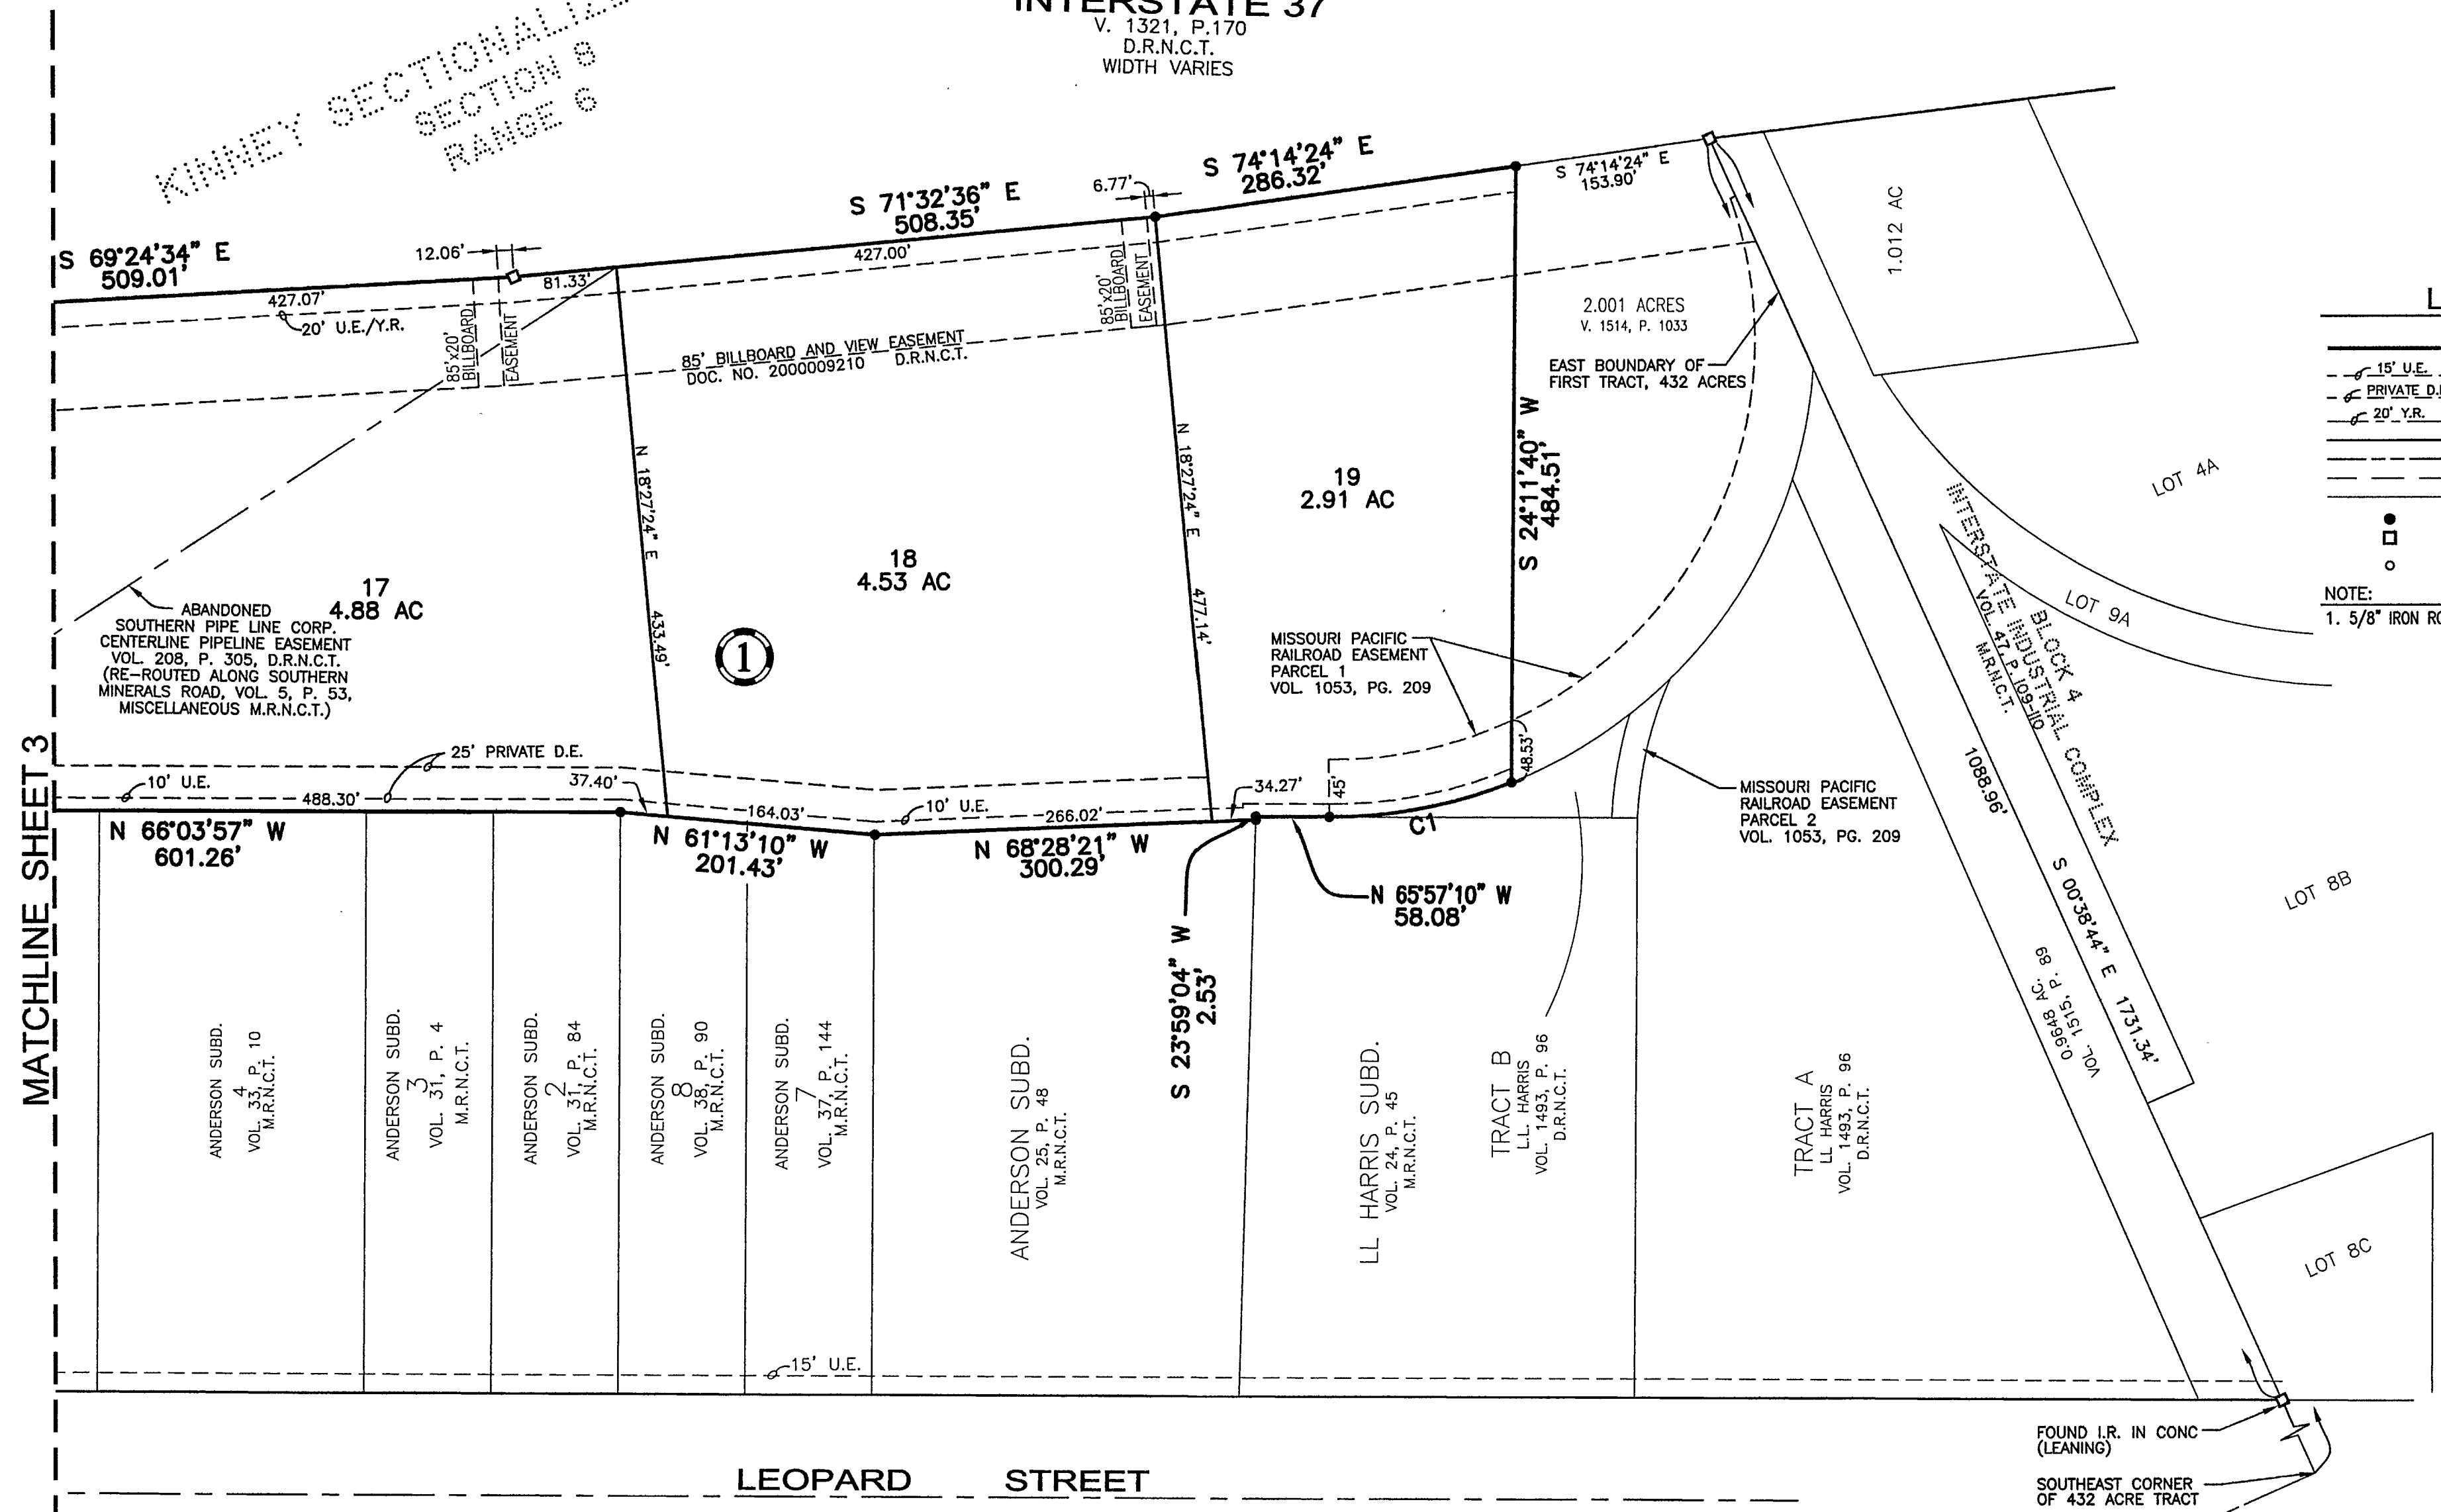 INTERSTATE 37
V. 1321, P.170
D.R.N.C.T.
WIDTH VARIES
KINNEY
SECTION 8
RANGE 6
S 69°24'34" E
509.01'
427.07'
12.06'
81.33'
20' U.E./Y.R.
85'x20'
BILLBOARD
EASEMENT
S 71°32'36" E
508.35'
427.00'
6.77'
85'x20'
BILLBOARD
EASEMENT
S 74°14'24" E
286.32'
S 74°14'24" E
153.90'
85' BILLBOARD AND VIEW EASEMENT
DOC. NO. 2000009210 D.R.N.C.T.
1.012 AC
2.001 ACRES
V. 1514, P. 1033
EAST BOUNDARY OF
FIRST TRACT, 432 ACRES
15' U.E.
20' Y.R.
NOTE:
N 18°27'24" E
433.49'
N 18°27'24" E
477.14'
S 24°11'40" W
484.51'
17
4.88 AC
18
4.53 AC
19
2.91 AC
1
ABANDONED
SOUTHERN PIPE LINE CORP.
CENTERLINE PIPELINE EASEMENT
VOL. 208, P. 305, D.R.N.C.T.
(RE-ROUTED ALONG SOUTHERN
MINERALS ROAD, VOL. 5, P. 53,
MISCELLANEOUS M.R.N.C.T.)
MISSOURI PACIFIC
RAILROAD EASEMENT
PARCEL 1
VOL. 1053, PG. 209
MISSOURI PACIFIC
RAILROAD EASEMENT
PARCEL 2
VOL. 1053, PG. 209
LOT 4A
LOT 9A
BLOCK 4
INTERSTATE INDUSTRIAL COMPLEX
VOL. 47, P. 109-110
M.R.N.C.T.
LOT 8B
LOT 8C
1088.96'
S 00°38'44" E 1731.34'
0.9648 AC.
VOL. 1515, P. 89
MATCHLINE SHEET 3
25' PRIVATE D.E.
10' U.E.
488.30'
37.40'
164.03'
10' U.E.
266.02'
34.27'
45'
48.53'
C1
N 66°03'57" W
601.26'
N 61°13'10" W
201.43'
N 68°28'21" W
300.29'
S 23°59'04" W
2.53'
N 65°57'10" W
58.08'
ANDERSON SUBD.
4
VOL. 33, P. 10
M.R.N.C.T.
ANDERSON SUBD.
3
VOL. 31, P. 4
M.R.N.C.T.
ANDERSON SUBD.
2
VOL. 31, P. 84
M.R.N.C.T.
ANDERSON SUBD.
8
VOL. 38, P. 90
M.R.N.C.T.
ANDERSON SUBD.
7
VOL. 37, P. 144
M.R.N.C.T.
ANDERSON SUBD.
VOL. 25, P. 48
M.R.N.C.T.
LL HARRIS SUBD.
VOL. 24, P. 45
M.R.N.C.T.
TRACT B
L.L. HARRIS
VOL. 1493, P. 96
D.R.N.C.T.
TRACT A
LL HARRIS
VOL. 1493, P. 96
D.R.N.C.T.
15' U.E.
LEOPARD STREET
FOUND I.R. IN CONC
(LEANING)
SOUTHEAST CORNER
OF 432 ACRE TRACT
PRIVATE
1. 5/8" IRON